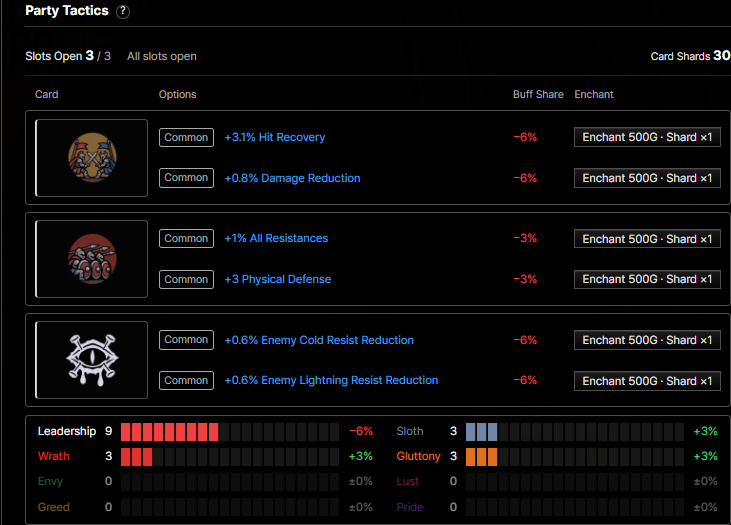 Party Tactics ?
Slots Open 3 / 3 All slots open Card Shards 30
Card Options Buff Share Enchant
Common +3.1% Hit Recovery −6% Enchant 500G · Shard ×1
Common +0.8% Damage Reduction −6% Enchant 500G · Shard ×1
Common +1% All Resistances −3% Enchant 500G · Shard ×1
Common +3 Physical Defense −3% Enchant 500G · Shard ×1
Common +0.6% Enemy Cold Resist Reduction −6% Enchant 500G · Shard ×1
Common +0.6% Enemy Lightning Resist Reduction −6% Enchant 500G · Shard ×1
Leadership 9 −6% Sloth 3 +3%
Wrath 3 +3% Gluttony 3 +3%
Envy 0 ±0% Lust 0 ±0%
Greed 0 ±0% Pride 0 ±0%